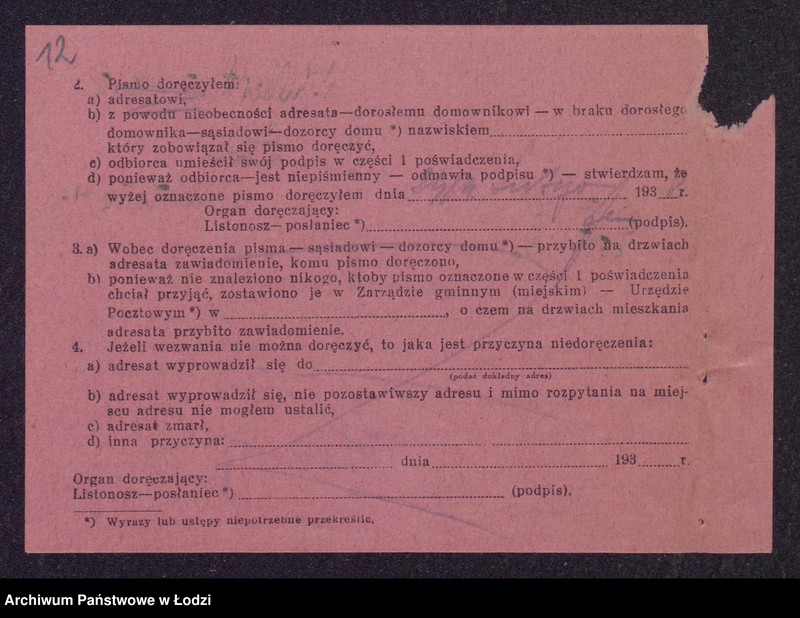 12
2. Pismo doręczyłem:
a) adresatowi,
b) z powodu nieobecności adresata—dorosłemu domownikowi — w braku dorosłego
domownika—sąsiadowi—dozorcy domu *) nazwiskiem
który zobowiązał się pismo doręczyć,
c) odbiorca umieścił swój podpis w części 1 poświadczenia,
d) ponieważ odbiorca—jest niepiśmienny — odmawia podpisu *) — stwierdzam, że
wyżej oznaczone pismo doręczyłem dnia 193 r.
Organ doręczający:
Listonosz—posłaniec *) (podpis).
3. a) Wobec doręczenia pisma — sąsiadowi — dozorcy domu *) — przybito na drzwiach
adresata zawiadomienie, komu pismo doręczono,
b) ponieważ nie znaleziono nikogo, ktoby pismo oznaczone w części 1 poświadczenia
chciał przyjąć, zostawiono je w Zarządzie gminnym (miejskim) — Urzędzie
Pocztowym *) w , o czem na drzwiach mieszkania
adresata przybito zawiadomienie.
4. Jeżeli wezwania nie można doręczyć, to jaka jest przyczyna niedoręczenia:
a) adresat wyprowadził się do
(podać dokładny adres)
b) adresat wyprowadził się, nie pozostawiwszy adresu i mimo rozpytania na miej-
scu adresu nie mogłem ustalić,
c) adresat zmarł,
d) inna przyczyna:
dnia 193 r.
Organ doręczający:
Listonosz—posłaniec *) (podpis).
*) Wyrazy lub ustępy niepotrzebne przekreślić.
Archiwum Państwowe w Łodzi